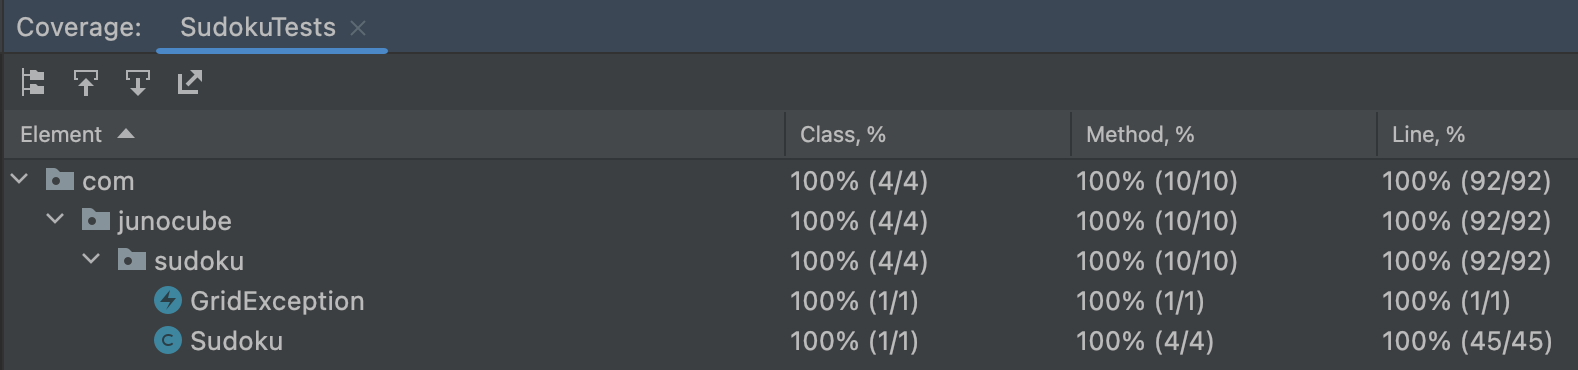 Coverage: SudokuTests
Element Class, % Method, % Line, %
com 100% (4/4) 100% (10/10) 100% (92/92)
junocube 100% (4/4) 100% (10/10) 100% (92/92)
sudoku 100% (4/4) 100% (10/10) 100% (92/92)
GridException 100% (1/1) 100% (1/1) 100% (1/1)
C Sudoku 100% (1/1) 100% (4/4) 100% (45/45)